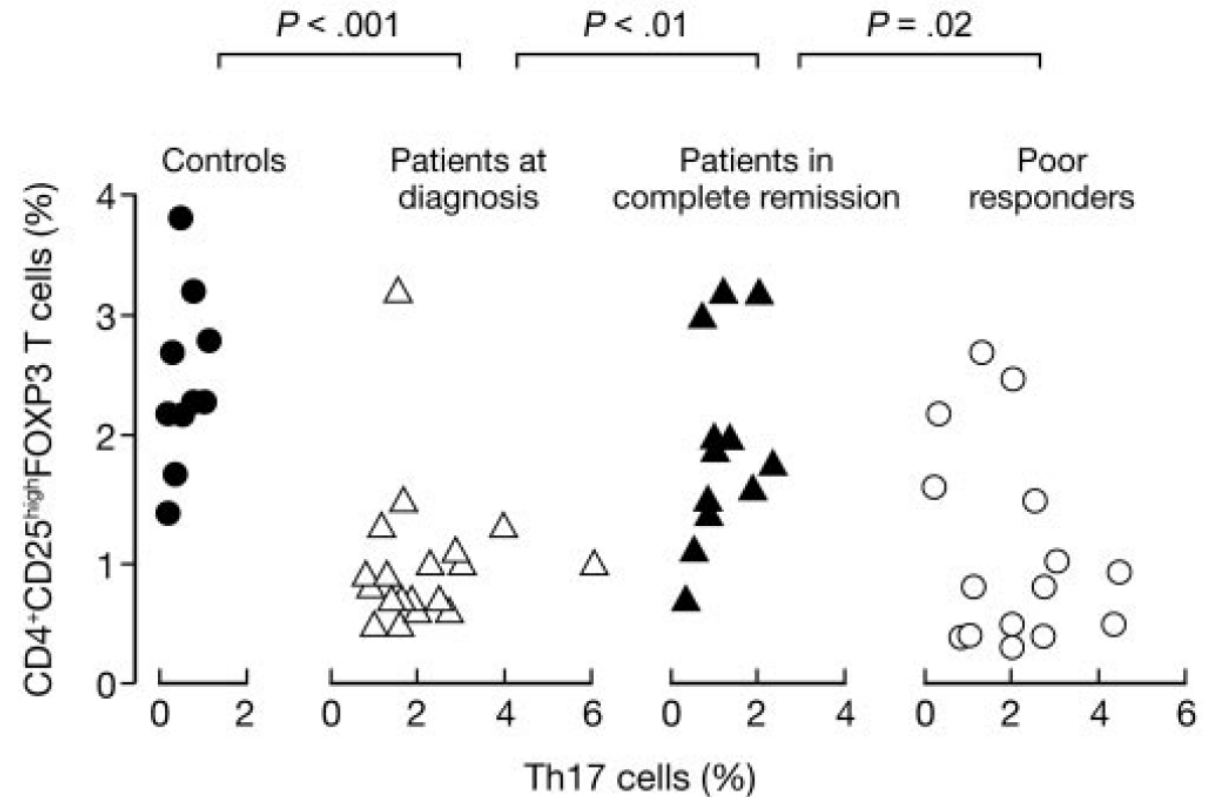 P < .001 P < .01 P = .02
Controls Patients at diagnosis Patients in complete remission Poor responders
CD4+CD25highFOXP3 T cells (%)
4
3
2
1
0
0 2 0 2 4 6 0 2 4 0 2 4 6
Th17 cells (%)